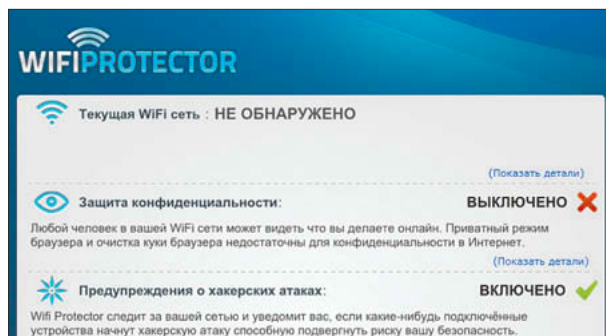 WIFIPROTECTOR
Текущая WiFi сеть : НЕ ОБНАРУЖЕНО
(Показать детали)
Защита конфиденциальности: ВЫКЛЮЧЕНО
Любой человек в вашей WiFi сети может видеть что вы делаете онлайн. Приватный режим
браузера и очистка куки браузера недостаточны для конфиденциальности в Интернет.
(Показать детали)
Предупреждения о хакерских атаках: ВКЛЮЧЕНО
Wifi Protector следит за вашей сетью и уведомит вас, если какие-нибудь подключённые
устройства начнут хакерскую атаку способную подвергнуть риску вашу безопасность.